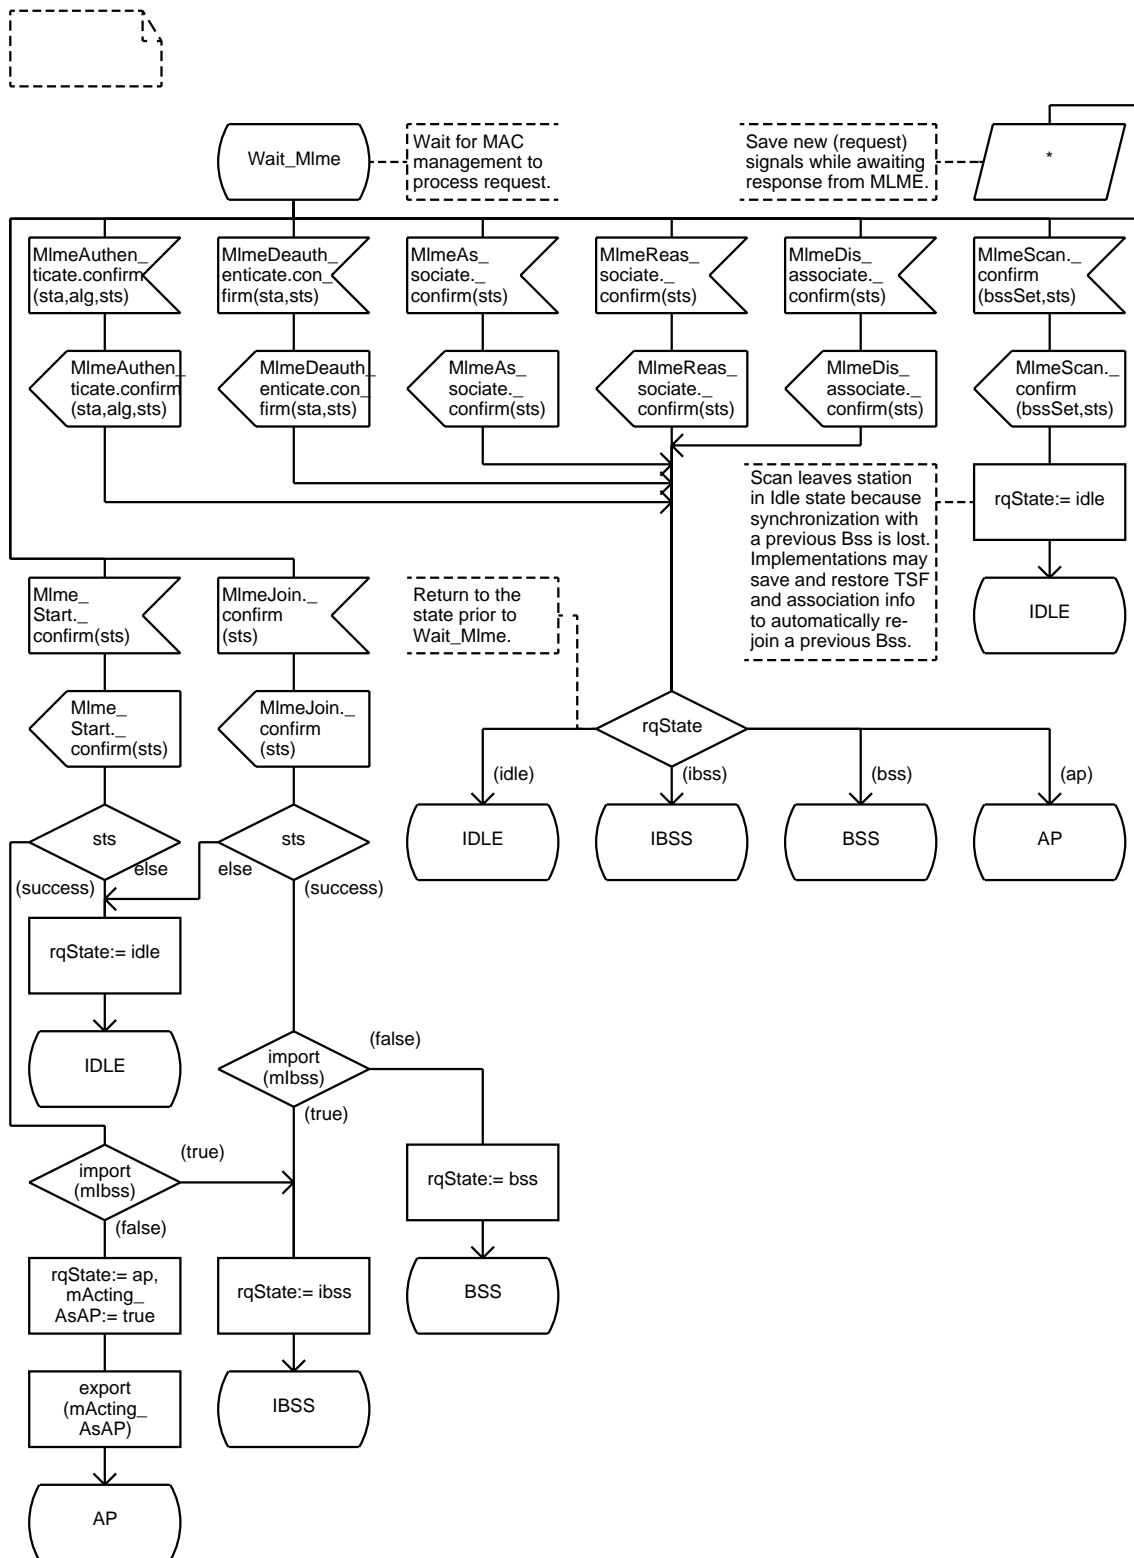 Wait_Mlme
Wait for MAC
management to
process request.
Save new (request)
signals while awaiting
response from MLME.
*
MlmeAuthen_
ticate.confirm
(sta,alg,sts)
MlmeDeauth_
enticate.con_
firm(sta,sts)
MlmeAs_
sociate._
confirm(sts)
MlmeReas_
sociate._
confirm(sts)
MlmeDis_
associate._
confirm(sts)
MlmeScan._
confirm
(bssSet,sts)
MlmeAuthen_
ticate.confirm
(sta,alg,sts)
MlmeDeauth_
enticate.con_
firm(sta,sts)
MlmeAs_
sociate._
confirm(sts)
MlmeReas_
sociate._
confirm(sts)
MlmeDis_
associate._
confirm(sts)
MlmeScan._
confirm
(bssSet,sts)
Scan leaves station
in Idle state because
synchronization with
a previous Bss is lost.
Implementations may
save and restore TSF
and association info
to automatically re-
join a previous Bss.
rqState:= idle
IDLE
Mlme_
Start._
confirm(sts)
MlmeJoin._
confirm
(sts)
Return to the
state prior to
Wait_Mlme.
Mlme_
Start._
confirm(sts)
MlmeJoin._
confirm
(sts)
rqState
(idle)
(ibss)
(bss)
(ap)
IDLE
IBSS
BSS
AP
sts
sts
(success)
else
else
(success)
rqState:= idle
IDLE
import
(mIbss)
(false)
(true)
import
(mIbss)
(true)
(false)
rqState:= bss
BSS
rqState:= ap,
mActing_
AsAP:= true
rqState:= ibss
export
(mActing_
AsAP)
IBSS
AP